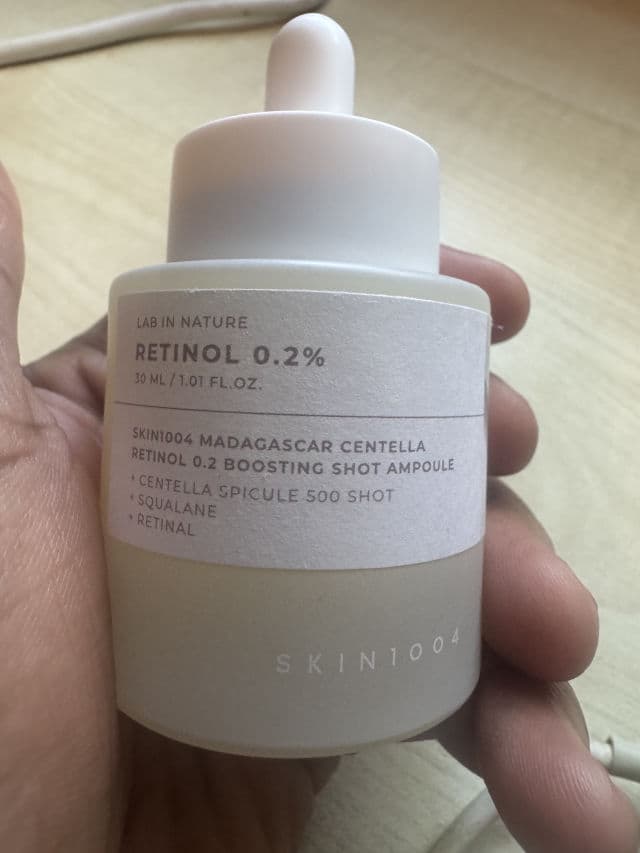 LAB IN NATURE
RETINOL 0.2%
30 ML / 1.01 FL.OZ.
SKIN1004 MADAGASCAR CENTELLA
RETINOL 0.2 BOOSTING SHOT AMPOULE
* CENTELLA SPICULE 500 SHOT
* SQUALANE
* RETINAL
SKIN1004